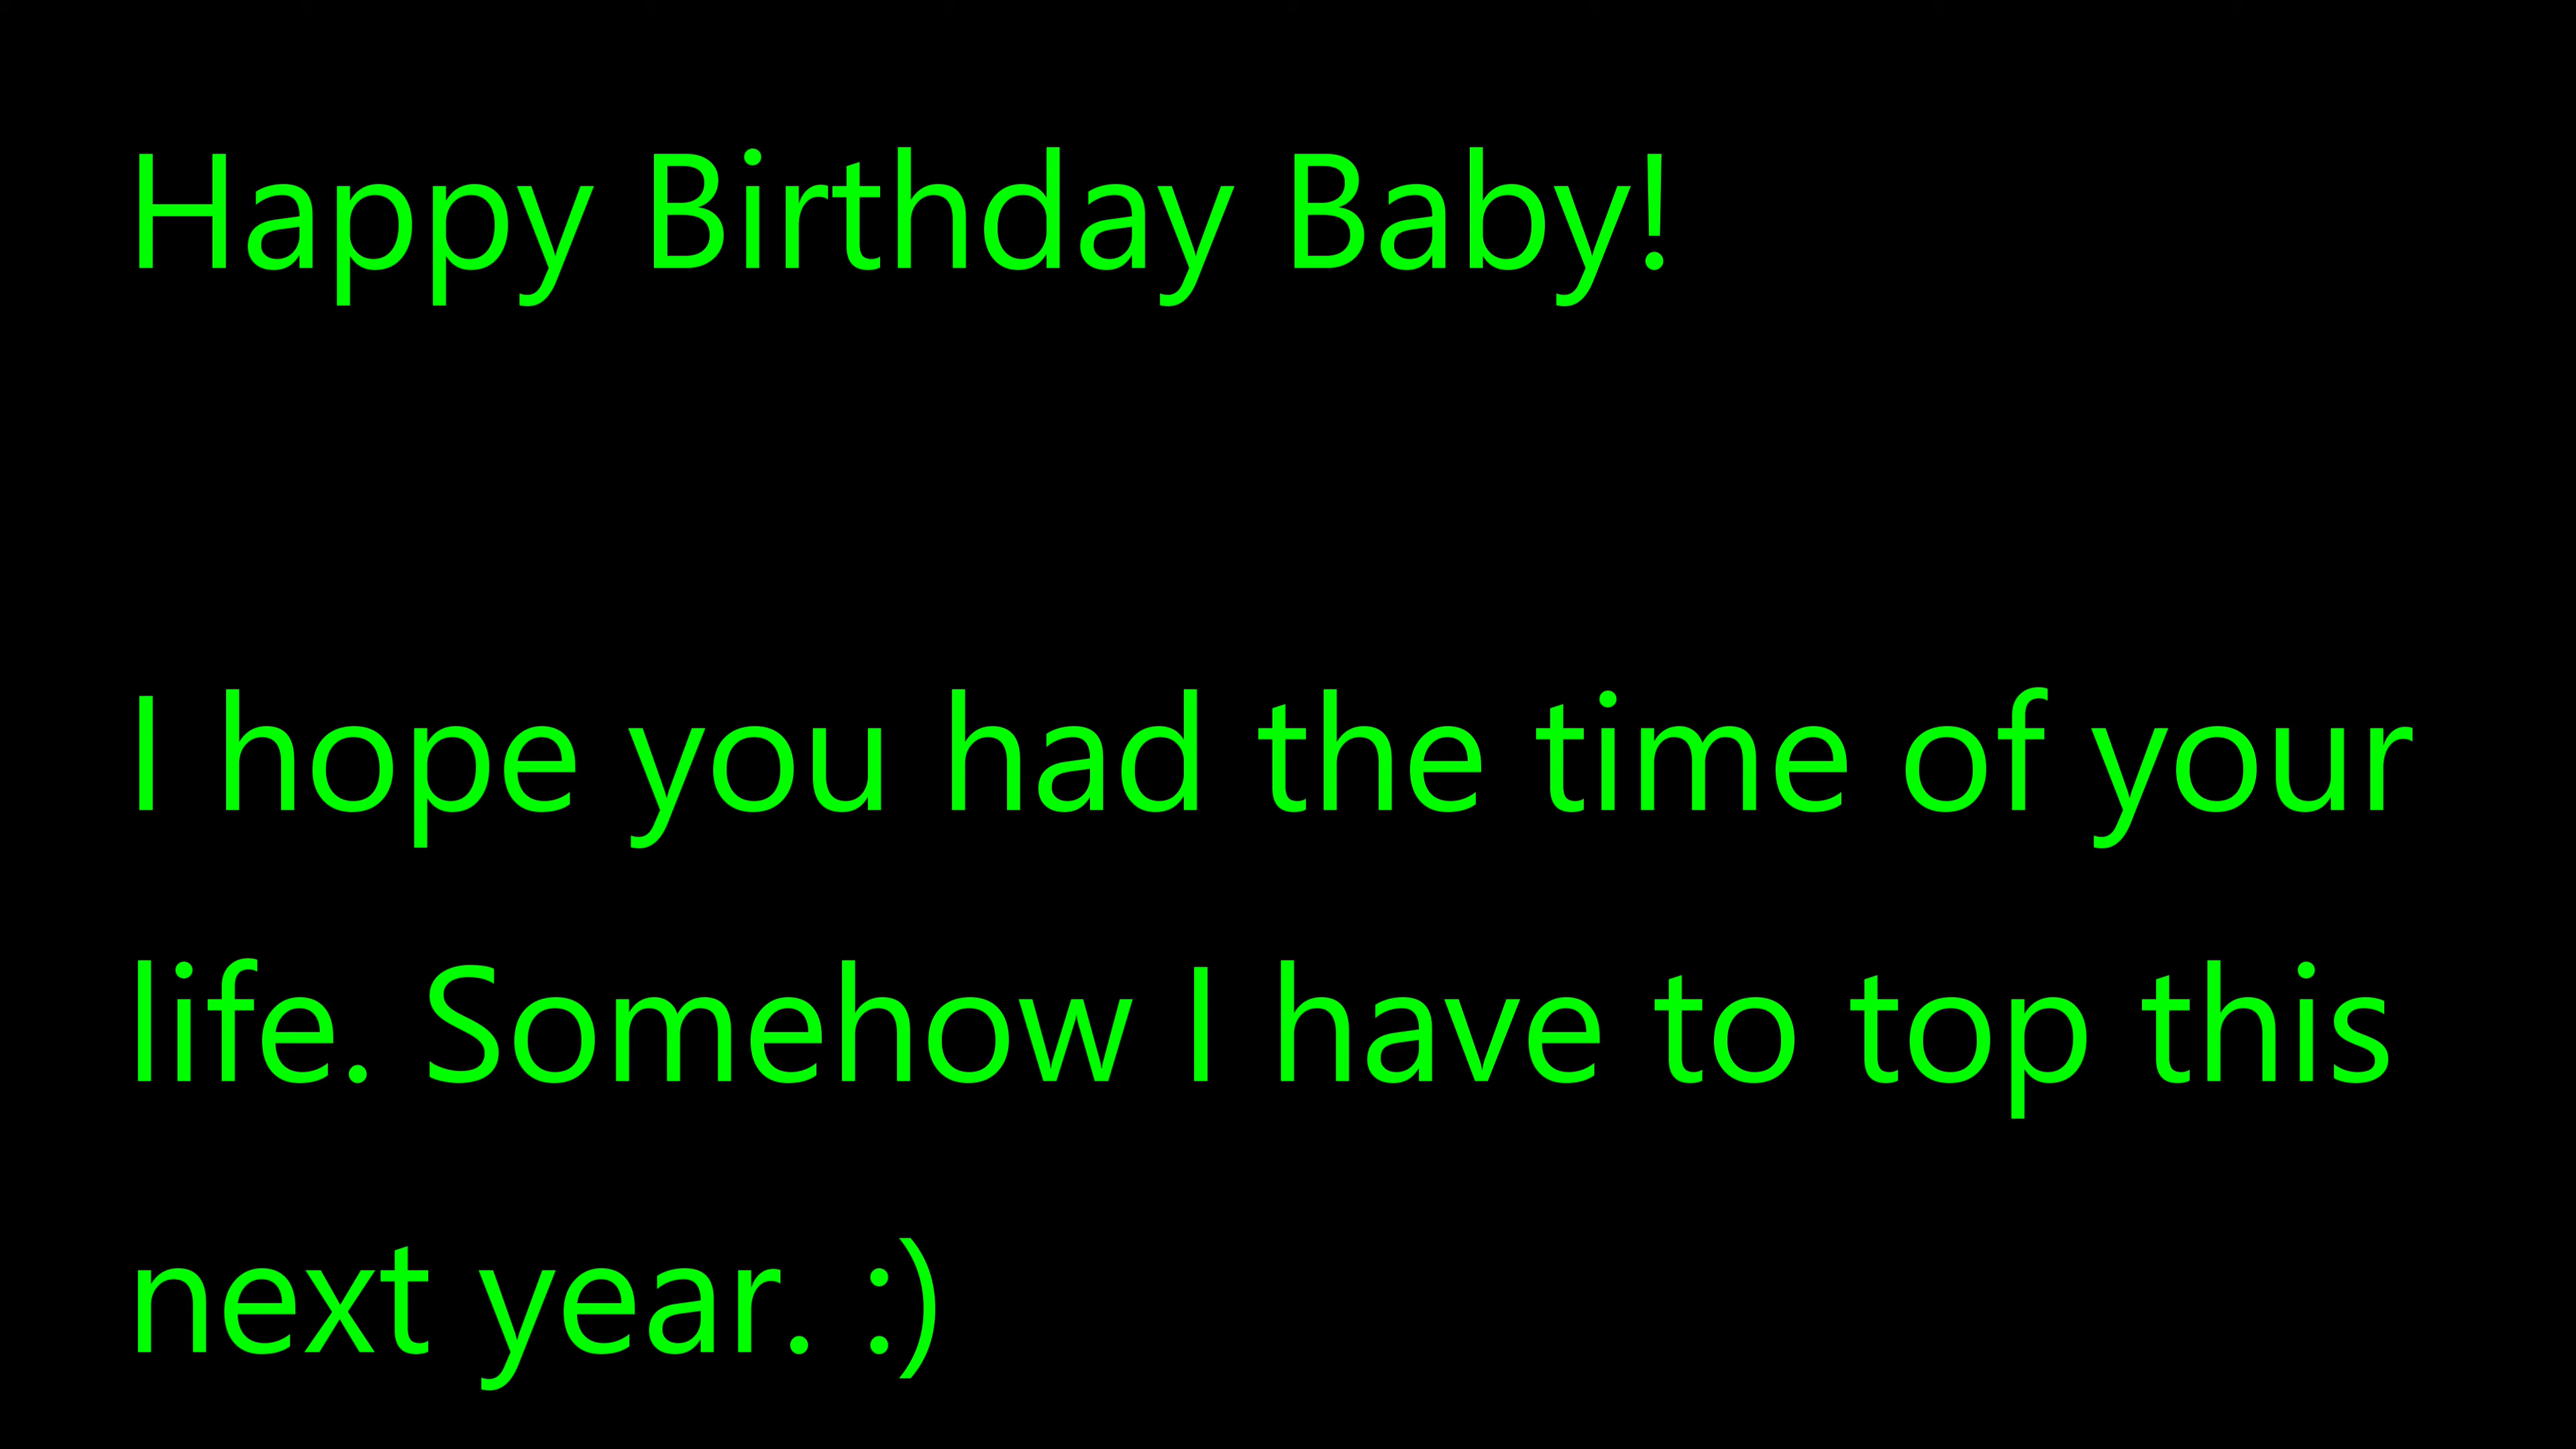 Happy Birthday Baby!
I hope you had the time of your
life. Somehow I have to top this
next year. :)